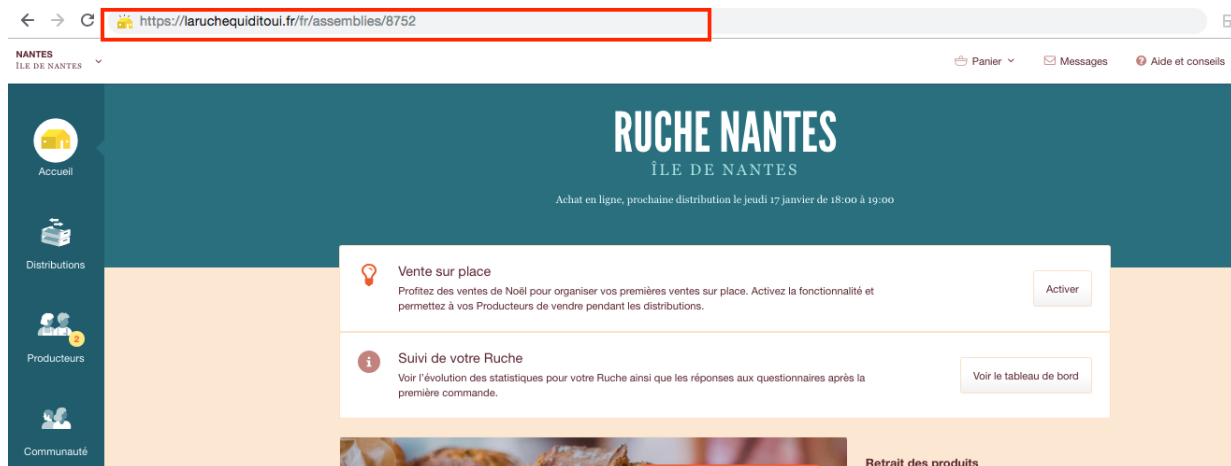 https://laruchequiditoui.fr/fr/assemblies/8752
NANTES
ÎLE DE NANTES
Panier
Messages
Aide et conseils
Accueil
Distributions
2
Producteurs
Communauté
RUCHE NANTES
ÎLE DE NANTES
Achat en ligne, prochaine distribution le jeudi 17 janvier de 18:00 à 19:00
Vente sur place
Profitez des ventes de Noël pour organiser vos premières ventes sur place. Activez la fonctionnalité et
permettez à vos Producteurs de vendre pendant les distributions.
Activer
Suivi de votre Ruche
Voir l'évolution des statistiques pour votre Ruche ainsi que les réponses aux questionnaires après la
première commande.
Voir le tableau de bord
Retrait des produits